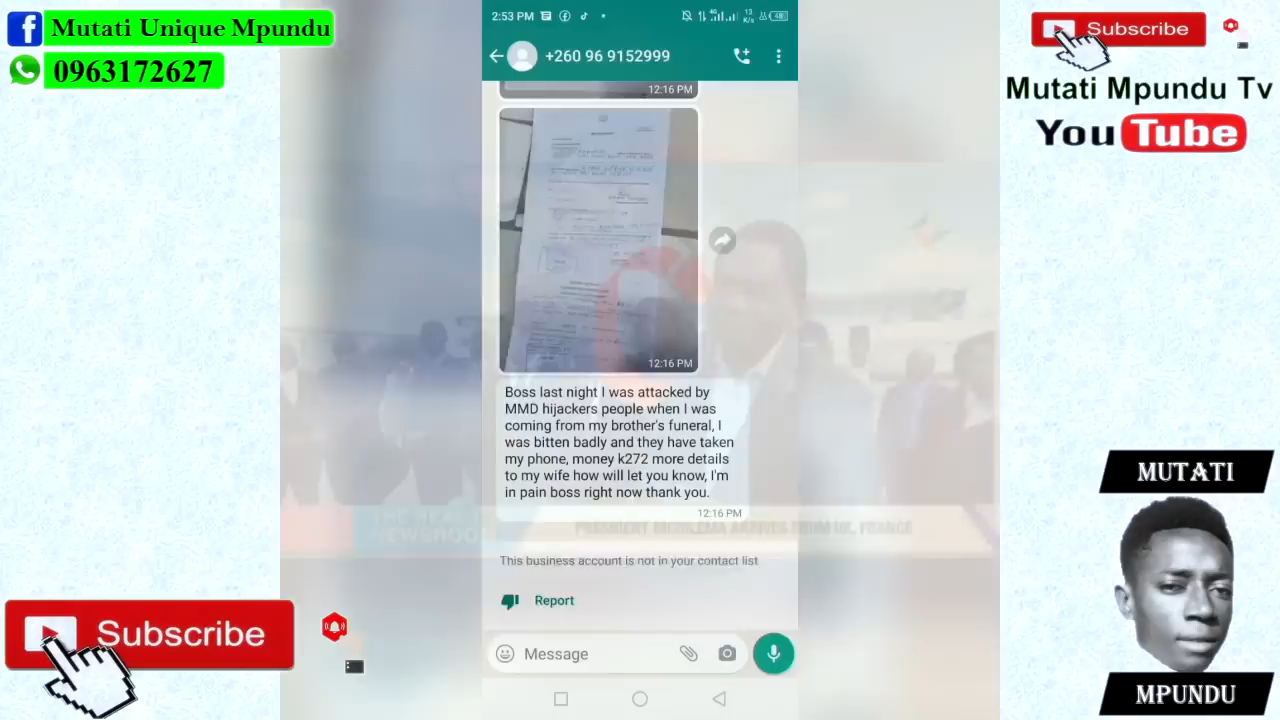 Mutati Unique Mpundu
0963172627
2:53 PM
+260 96 9152999
12:16 PM
12:16 PM
Boss last night I was attacked by
MMD hijackers people when I was
coming from my brother's funeral, I
was bitten badly and they have taken
my phone, money k272 more details
to my wife how will let you know, I'm
in pain boss right now thank you.
12:16 PM
This business account is not in your contact list
Report
Message
Subscribe
Subscribe
Mutati Mpundu Tv
YouTube
MUTATI
MPUNDU